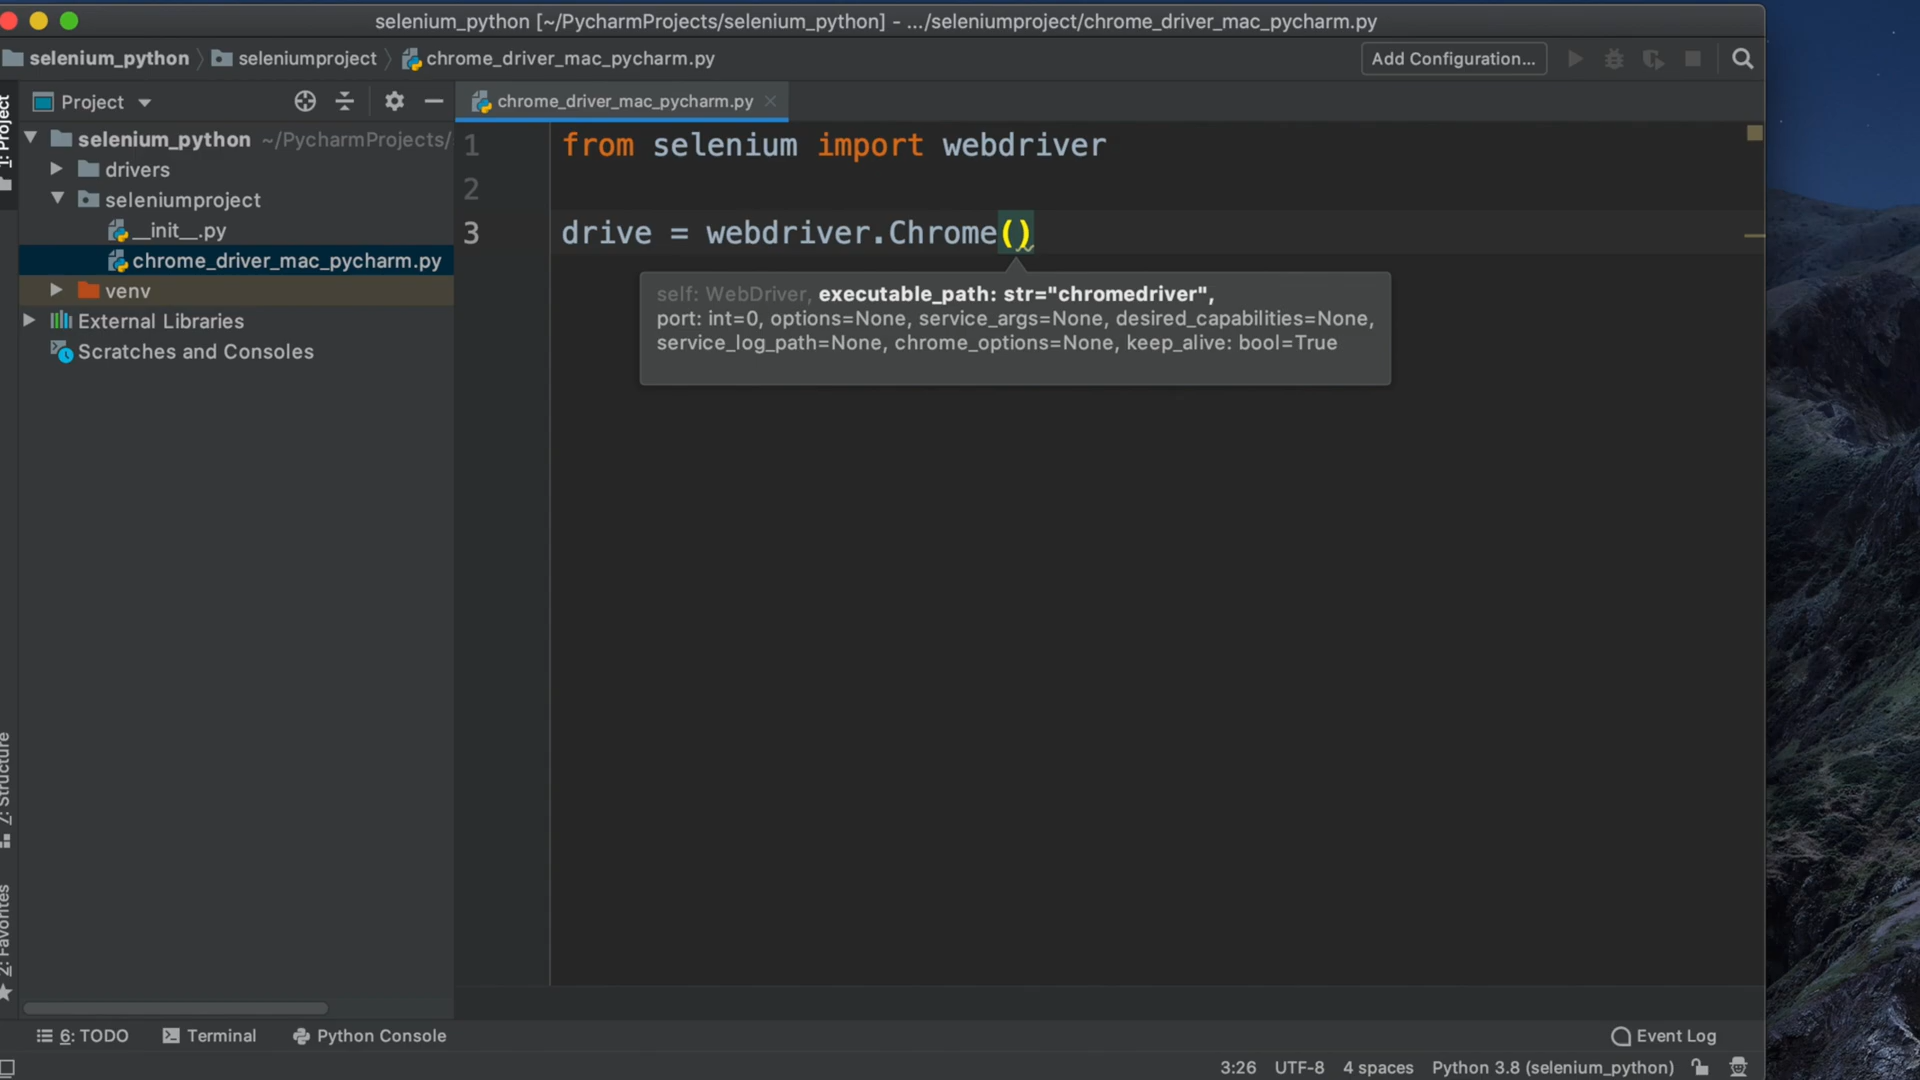 selenium_python [~/PycharmProjects/selenium_python] - .../seleniumproject/chrome_driver_mac_pycharm.py
selenium_python
seleniumproject
chrome_driver_mac_pycharm.py
Add Configuration...
1: Project
Project
chrome_driver_mac_pycharm.py
selenium_python ~/PycharmProjects/
drivers
seleniumproject
__init__.py
chrome_driver_mac_pycharm.py
venv
External Libraries
Scratches and Consoles
1 from selenium import webdriver
2
3 drive = webdriver.Chrome()
self: WebDriver, executable_path: str="chromedriver",
port: int=0, options=None, service_args=None, desired_capabilities=None,
service_log_path=None, chrome_options=None, keep_alive: bool=True
7: Structure
2: Favorites
6: TODO
Terminal
Python Console
Event Log
3:26
UTF-8
4 spaces
Python 3.8 (selenium_python)